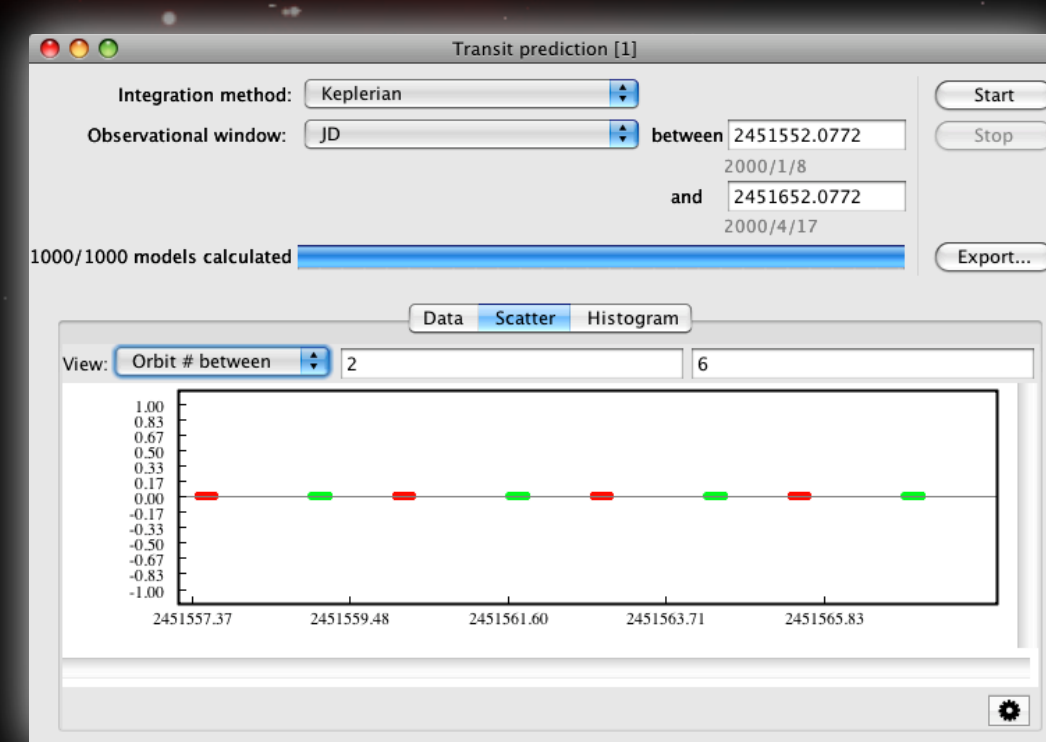 Transit prediction [1]
Integration method: Keplerian Start
Observational window: JD between 2451552.0772 Stop
2000/1/8
and 2451652.0772
2000/4/17
1000/1000 models calculated Export...
Data Scatter Histogram
View: Orbit # between 2 6
1.00
0.83
0.67
0.50
0.33
0.17
0.00
-0.17
-0.33
-0.50
-0.67
-0.83
-1.00
2451557.37 2451559.48 2451561.60 2451563.71 2451565.83